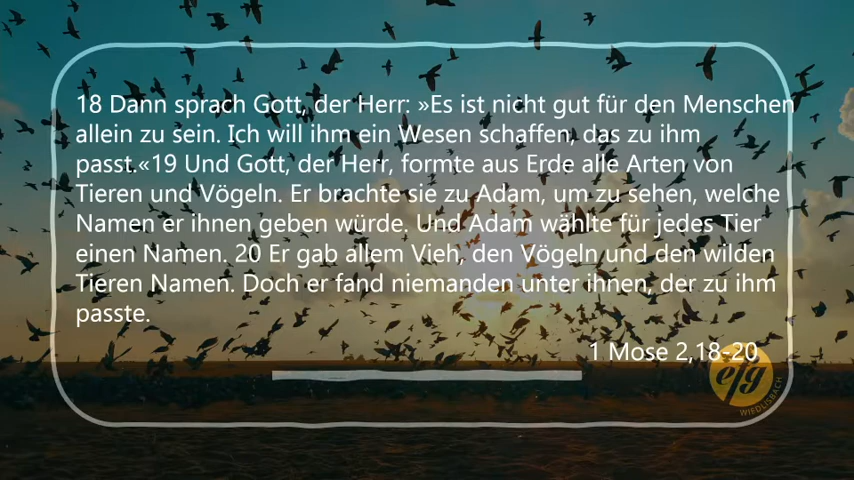 18 Dann sprach Gott, der Herr: »Es ist nicht gut für den Menschen
allein zu sein. Ich will ihm ein Wesen schaffen, das zu ihm
passt.«19 Und Gott, der Herr, formte aus Erde alle Arten von
Tieren und Vögeln. Er brachte sie zu Adam, um zu sehen, welche
Namen er ihnen geben würde. Und Adam wählte für jedes Tier
einen Namen. 20 Er gab allem Vieh, den Vögeln und den wilden
Tieren Namen. Doch er fand niemanden unter ihnen, der zu ihm
passte.
1 Mose 2,18-20
efg
WIEDLISBACH